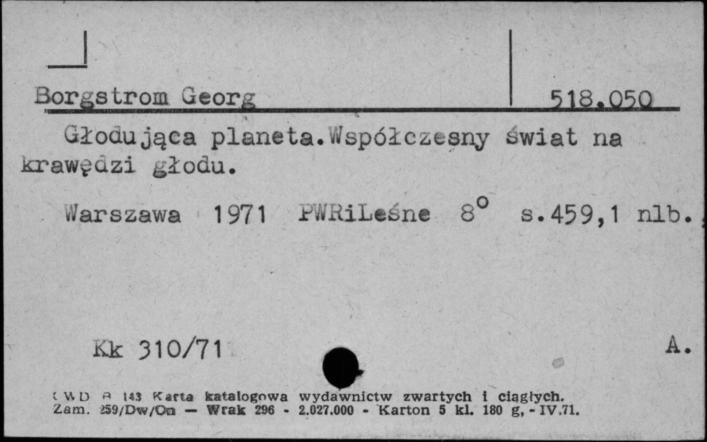 Borgstrom Georg 518.050
Głodująca planeta.Współczesny świat na
krawędzi głodu.
Warszawa 1971 PWRiLeśne 8° s.459,1 nlb.
Kk 310/71 A.
143 Karta katalogowa wydawnictw zwartych i ciągłych.
Zam. 259/Dw/On — Wrak 296 - 2.027.000 - Karton 5 kl. 180 g, - IV.71.